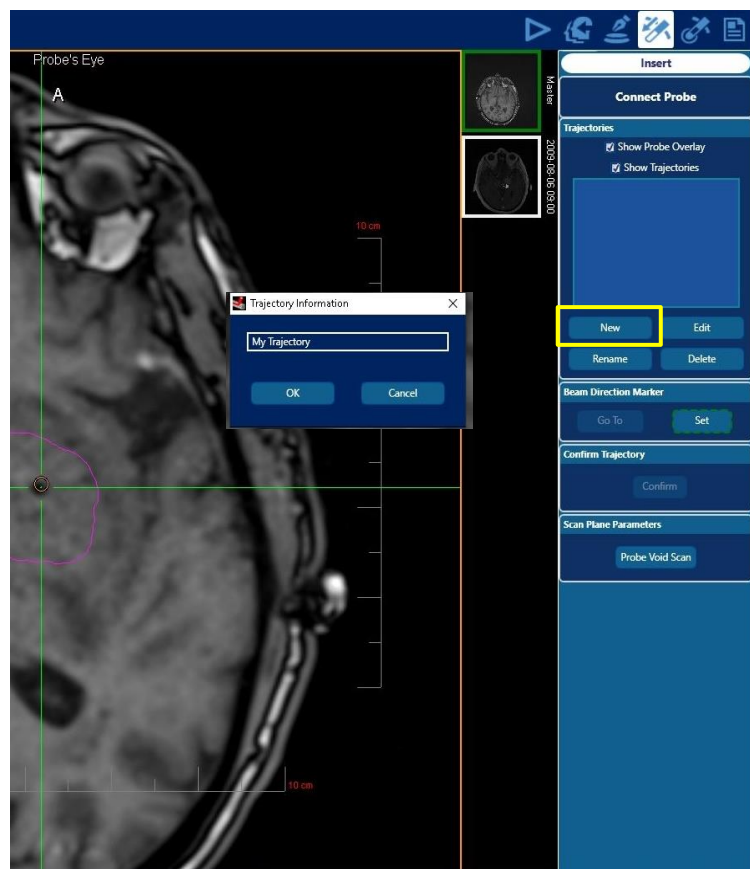 Probe's Eye
A
10 cm
10 cm
Master
2009-08-06 09:00
Trajectory Information
My Trajectory
OK
Cancel
Insert
Connect Probe
Trajectories
Show Probe Overlay
Show Trajectories
New
Edit
Rename
Delete
Beam Direction Marker
Go To
Set
Confirm Trajectory
Confirm
Scan Plane Parameters
Probe Void Scan